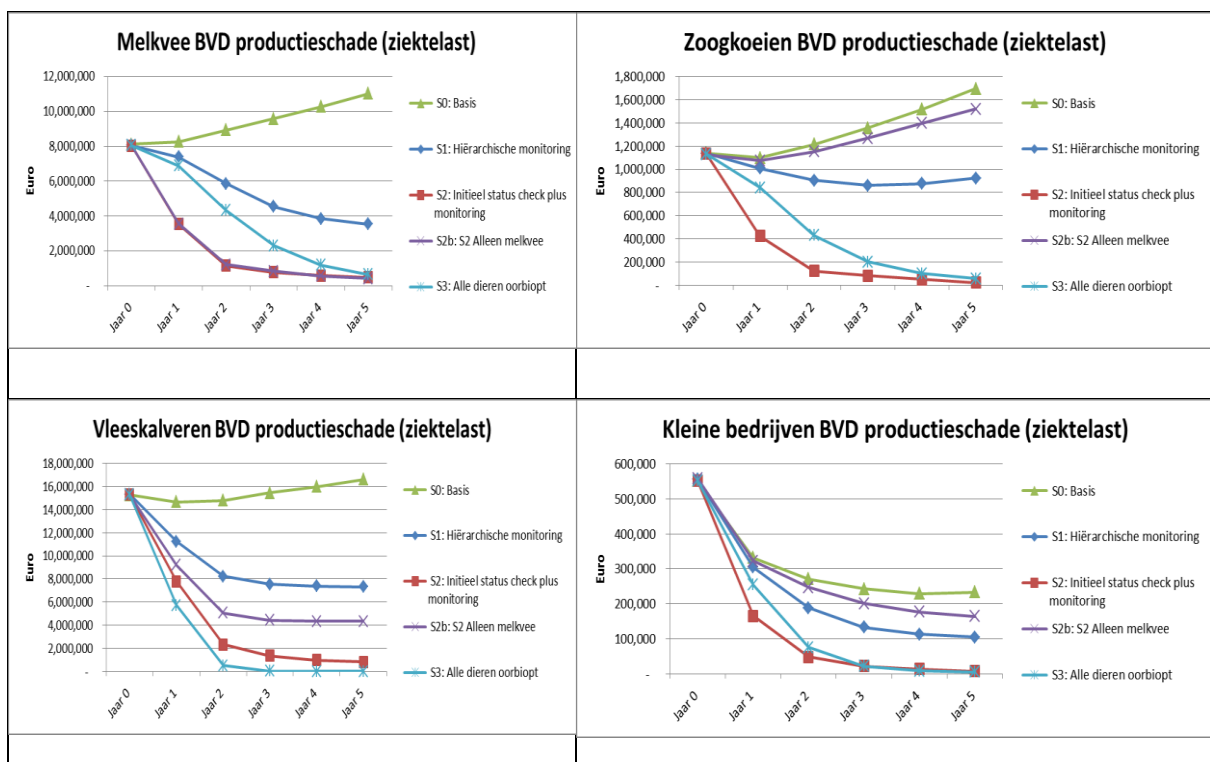 Melkvee BVD productieschade (ziektelast)
12,000,000
10,000,000
8,000,000
6,000,000
4,000,000
2,000,000
-
Euro
Jaar 0
Jaar 1
Jaar 2
Jaar 3
Jaar 4
Jaar 5
S0: Basis
S1: Hiërarchische monitoring
S2: Initieel status check plus
monitoring
S2b: S2 Alleen melkvee
S3: Alle dieren oorbiopt
Zoogkoeien BVD productieschade (ziektelast)
1,800,000
1,600,000
1,400,000
1,200,000
1,000,000
800,000
600,000
400,000
200,000
-
Euro
Jaar 0
Jaar 1
Jaar 2
Jaar 3
Jaar 4
Jaar 5
S0: Basis
S1: Hiërarchische monitoring
S2: Initieel status check plus
monitoring
S2b: S2 Alleen melkvee
S3: Alle dieren oorbiopt
Vleeskalveren BVD productieschade (ziektelast)
18,000,000
16,000,000
14,000,000
12,000,000
10,000,000
8,000,000
6,000,000
4,000,000
2,000,000
-
Euro
Jaar 0
Jaar 1
Jaar 2
Jaar 3
Jaar 4
Jaar 5
S0: Basis
S1: Hiërarchische monitoring
S2: Initieel status check plus
monitoring
S2b: S2 Alleen melkvee
S3: Alle dieren oorbiopt
Kleine bedrijven BVD productieschade (ziektelast)
600,000
500,000
400,000
300,000
200,000
100,000
-
Euro
Jaar 0
Jaar 1
Jaar 2
Jaar 3
Jaar 4
Jaar 5
S0: Basis
S1: Hiërarchische monitoring
S2: Initieel status check plus
monitoring
S2b: S2 Alleen melkvee
S3: Alle dieren oorbiopt